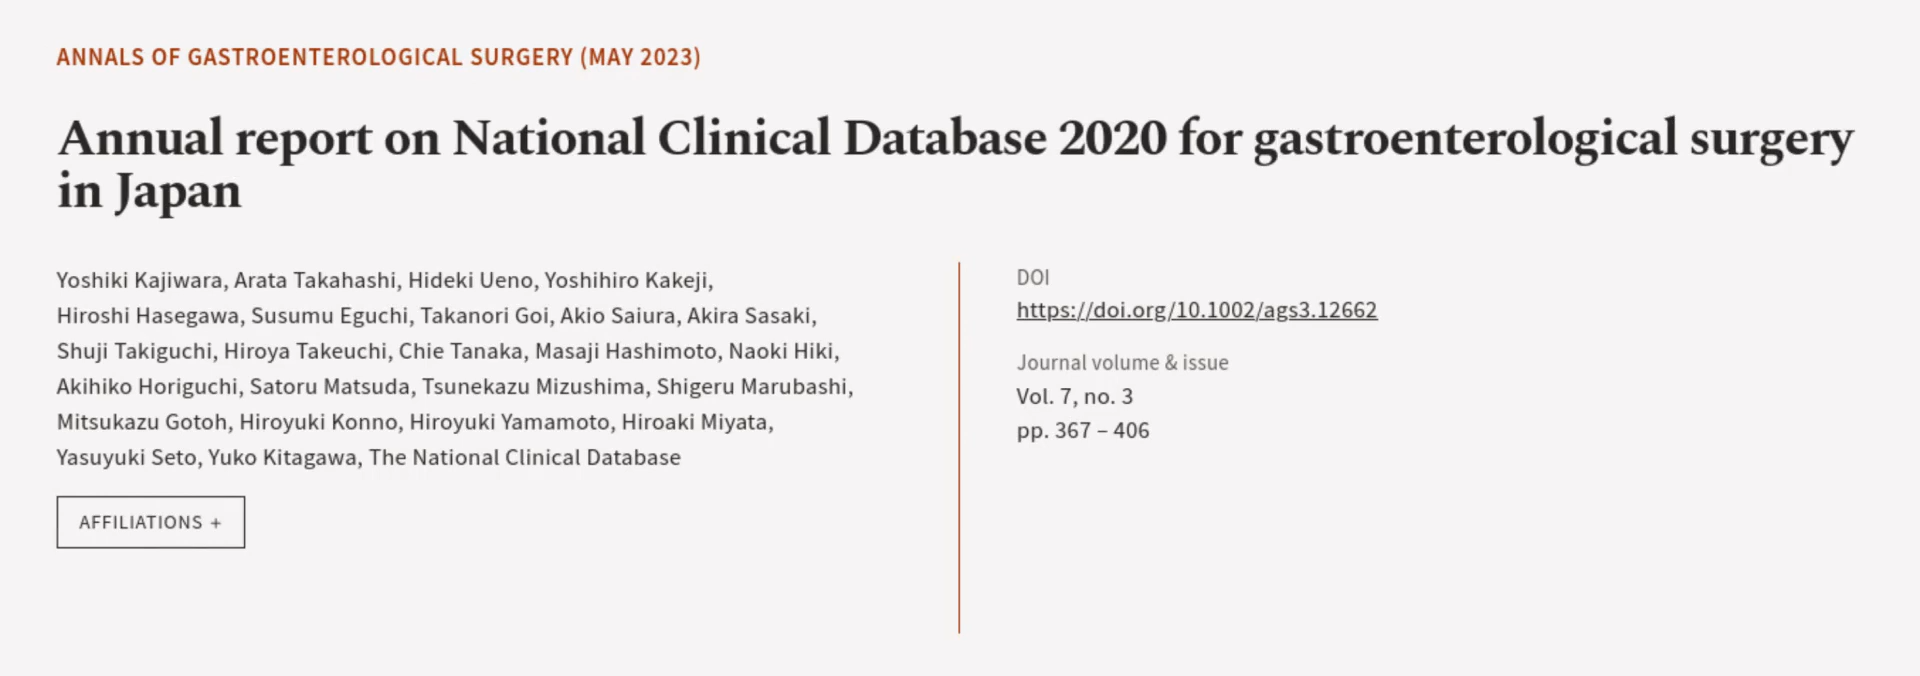 ANNALS OF GASTROENTEROLOGICAL SURGERY (MAY 2023)
Annual report on National Clinical Database 2020 for gastroenterological surgery
in Japan
Yoshiki Kajiwara, Arata Takahashi, Hideki Ueno, Yoshihiro Kakeji,
Hiroshi Hasegawa, Susumu Eguchi, Takanori Goi, Akio Saiura, Akira Sasaki,
Shuji Takiguchi, Hiroya Takeuchi, Chie Tanaka, Masaji Hashimoto, Naoki Hiki,
Akihiko Horiguchi, Satoru Matsuda, Tsunekazu Mizushima, Shigeru Marubashi,
Mitsukazu Gotoh, Hiroyuki Konno, Hiroyuki Yamamoto, Hiroaki Miyata,
Yasuyuki Seto, Yuko Kitagawa, The National Clinical Database
AFFILIATIONS +
DOI
https://doi.org/10.1002/ags3.12662
Journal volume & issue
Vol. 7, no. 3
pp. 367 – 406